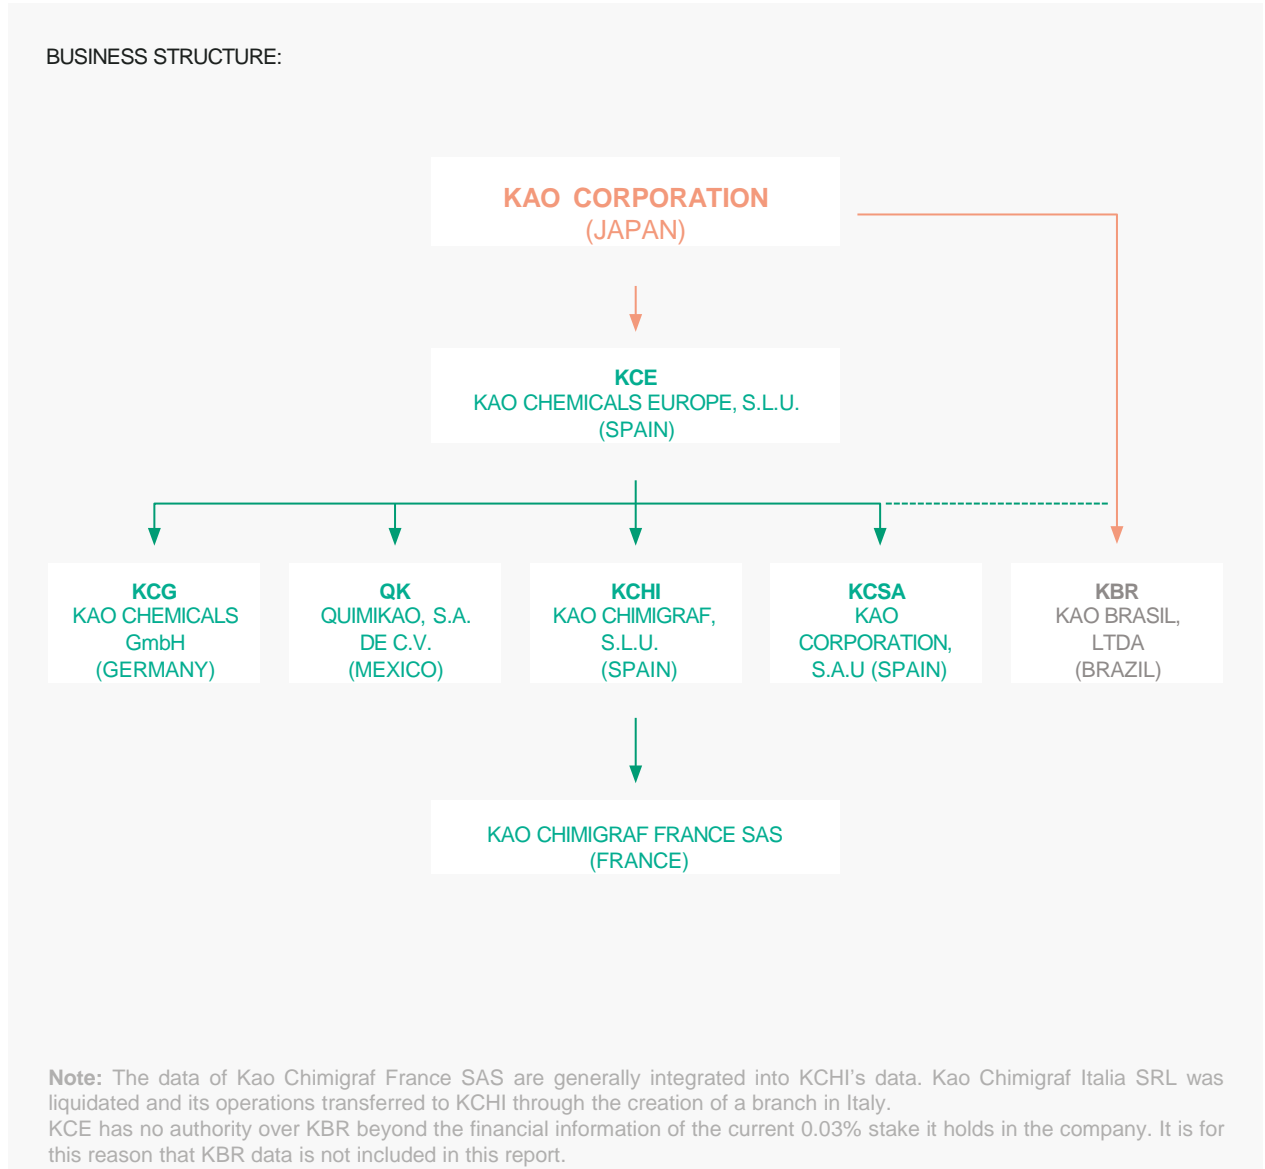 BUSINESS STRUCTURE:
KAO CORPORATION
(JAPAN)
KCE
KAO CHEMICALS EUROPE, S.L.U.
(SPAIN)
KCG
KAO CHEMICALS
GmbH
(GERMANY)
QK
QUIMIKAO, S.A.
DE C.V.
(MEXICO)
KCHI
KAO CHIMIGRAF,
S.L.U.
(SPAIN)
KCSA
KAO
CORPORATION,
S.A.U (SPAIN)
KBR
KAO BRASIL,
LTDA
(BRAZIL)
KAO CHIMIGRAF FRANCE SAS
(FRANCE)
Note: The data of Kao Chimigraf France SAS are generally integrated into KCHI’s data. Kao Chimigraf Italia SRL was
liquidated and its operations transferred to KCHI through the creation of a branch in Italy.
KCE has no authority over KBR beyond the financial information of the current 0.03% stake it holds in the company. It is for
this reason that KBR data is not included in this report.